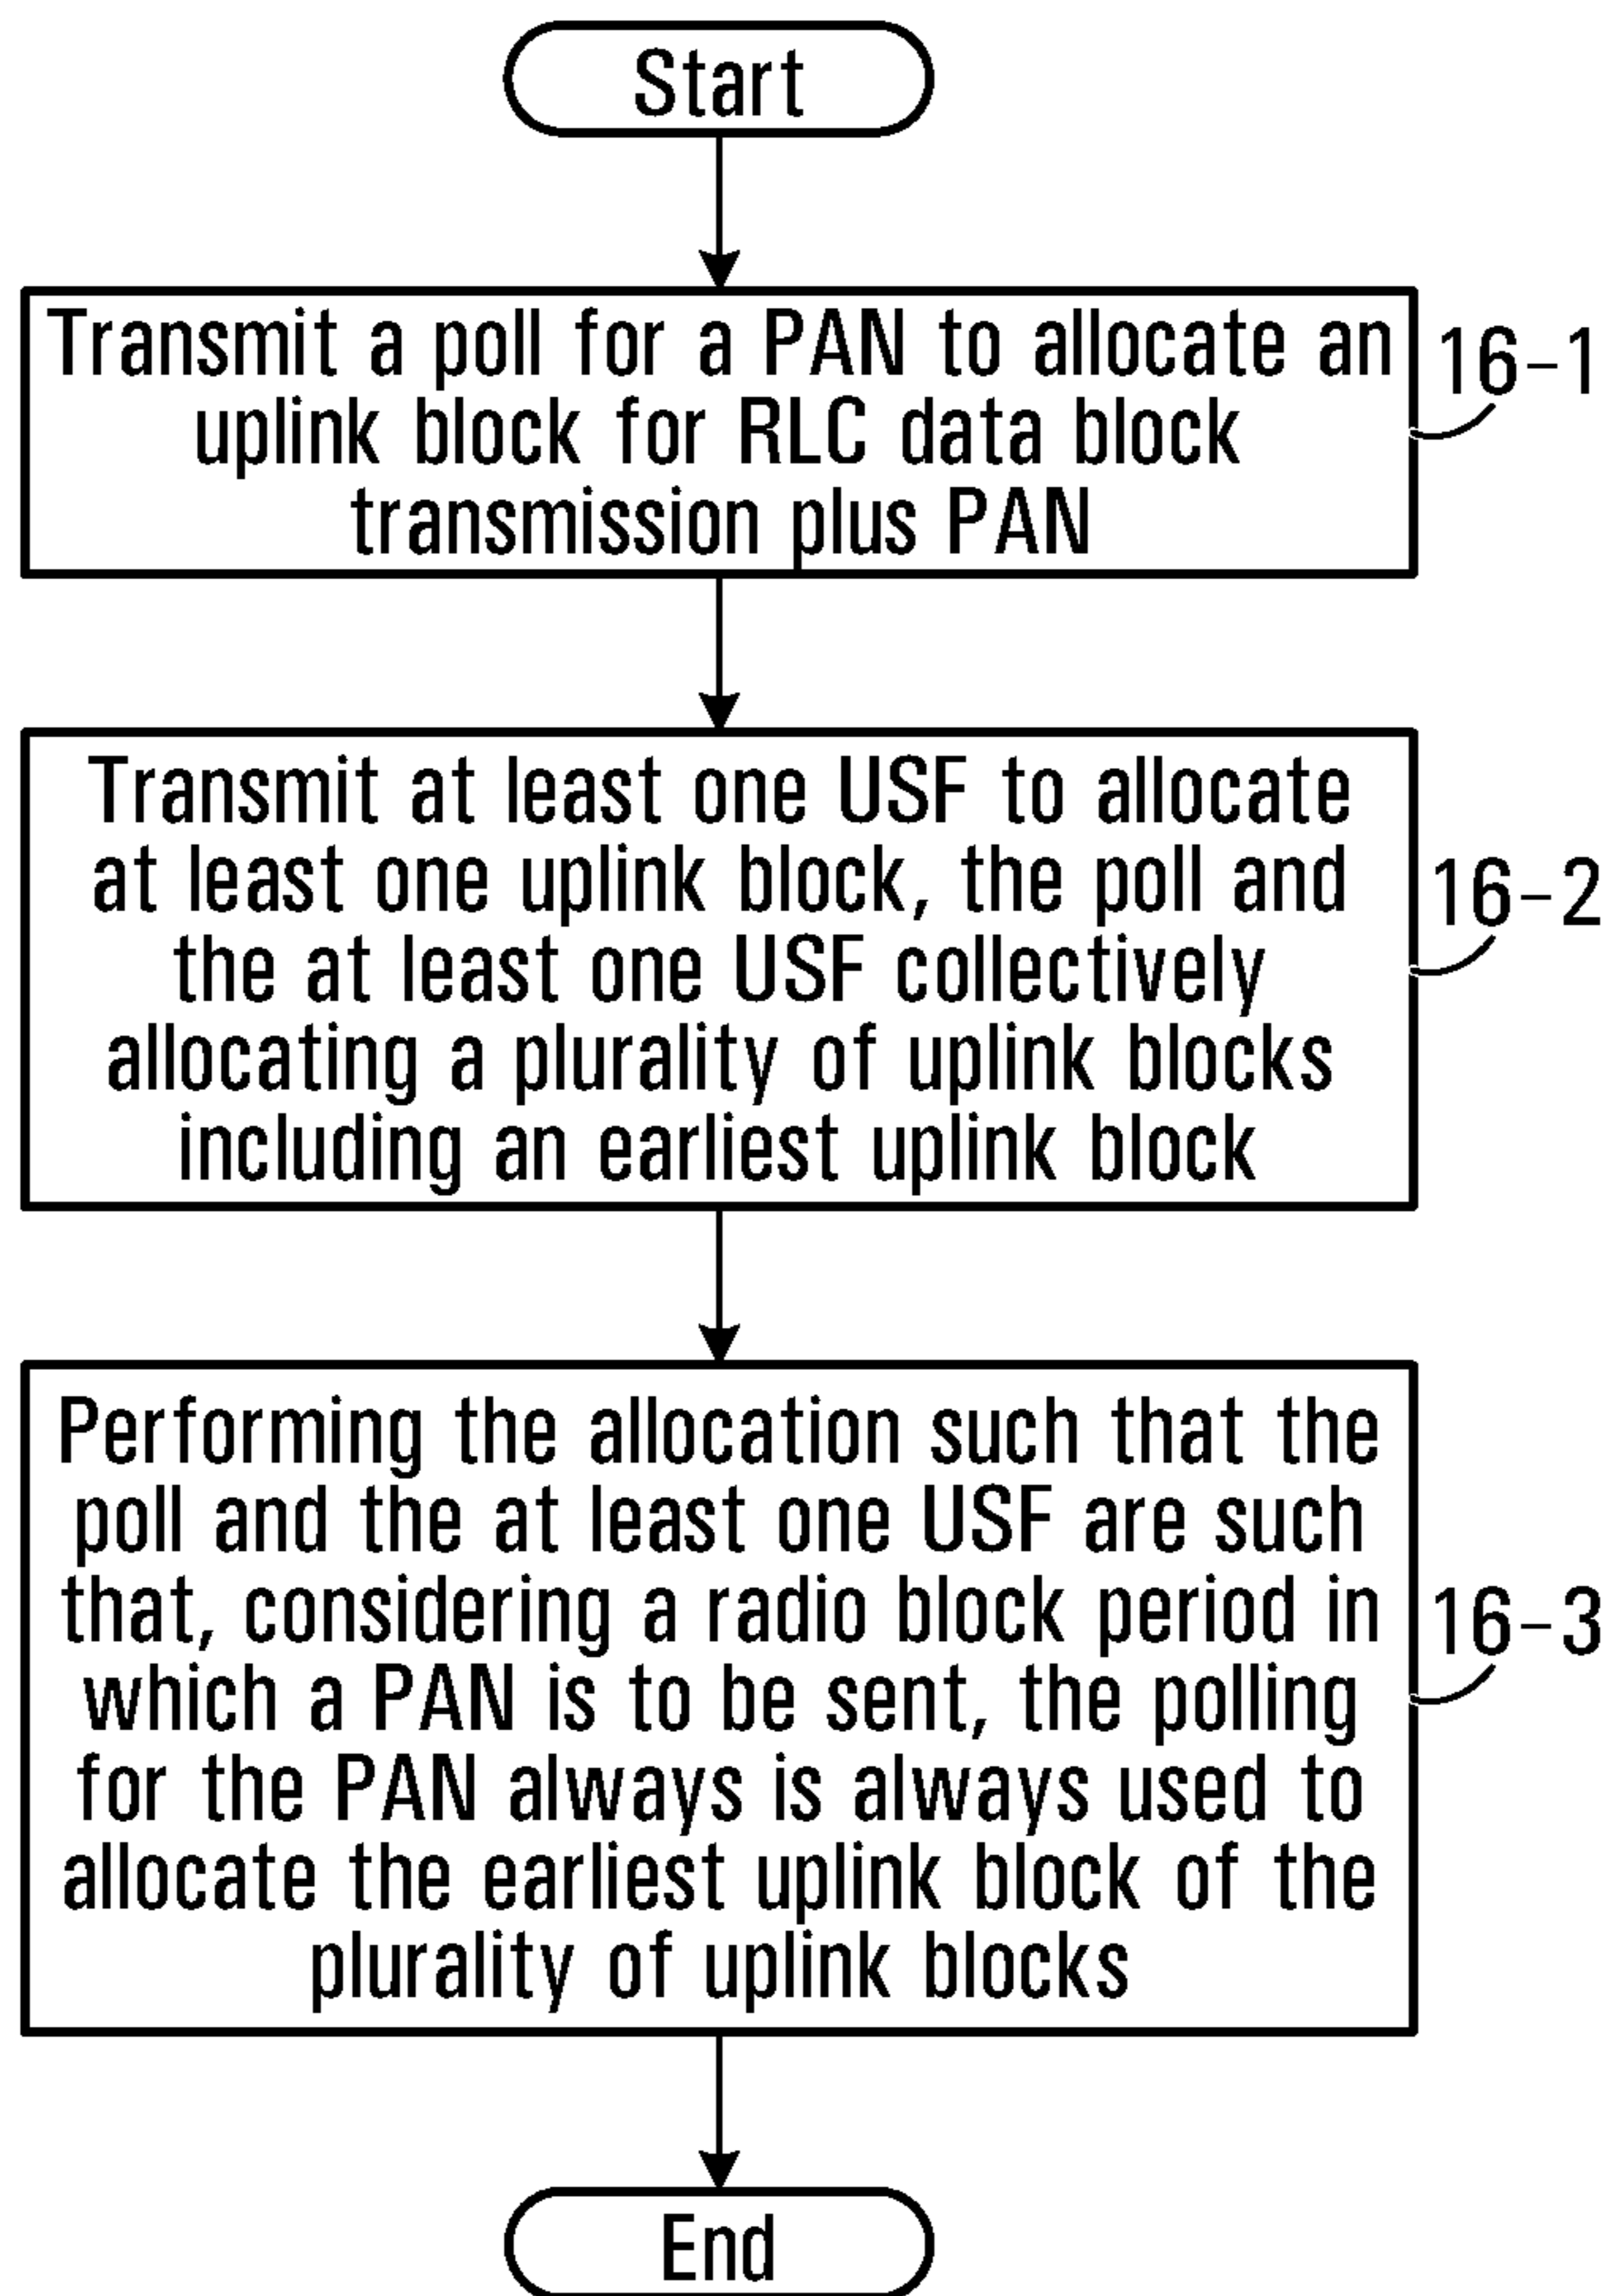 Start
Transmit a poll for a PAN to allocate an
uplink block for RLC data block
transmission plus PAN
16-1
Transmit at least one USF to allocate
at least one uplink block, the poll and
the at least one USF collectively
allocating a plurality of uplink blocks
including an earliest uplink block
16-2
Performing the allocation such that the
poll and the at least one USF are such
that, considering a radio block period in
which a PAN is to be sent, the polling
for the PAN always is always used to
allocate the earliest uplink block of the
plurality of uplink blocks
16-3
End